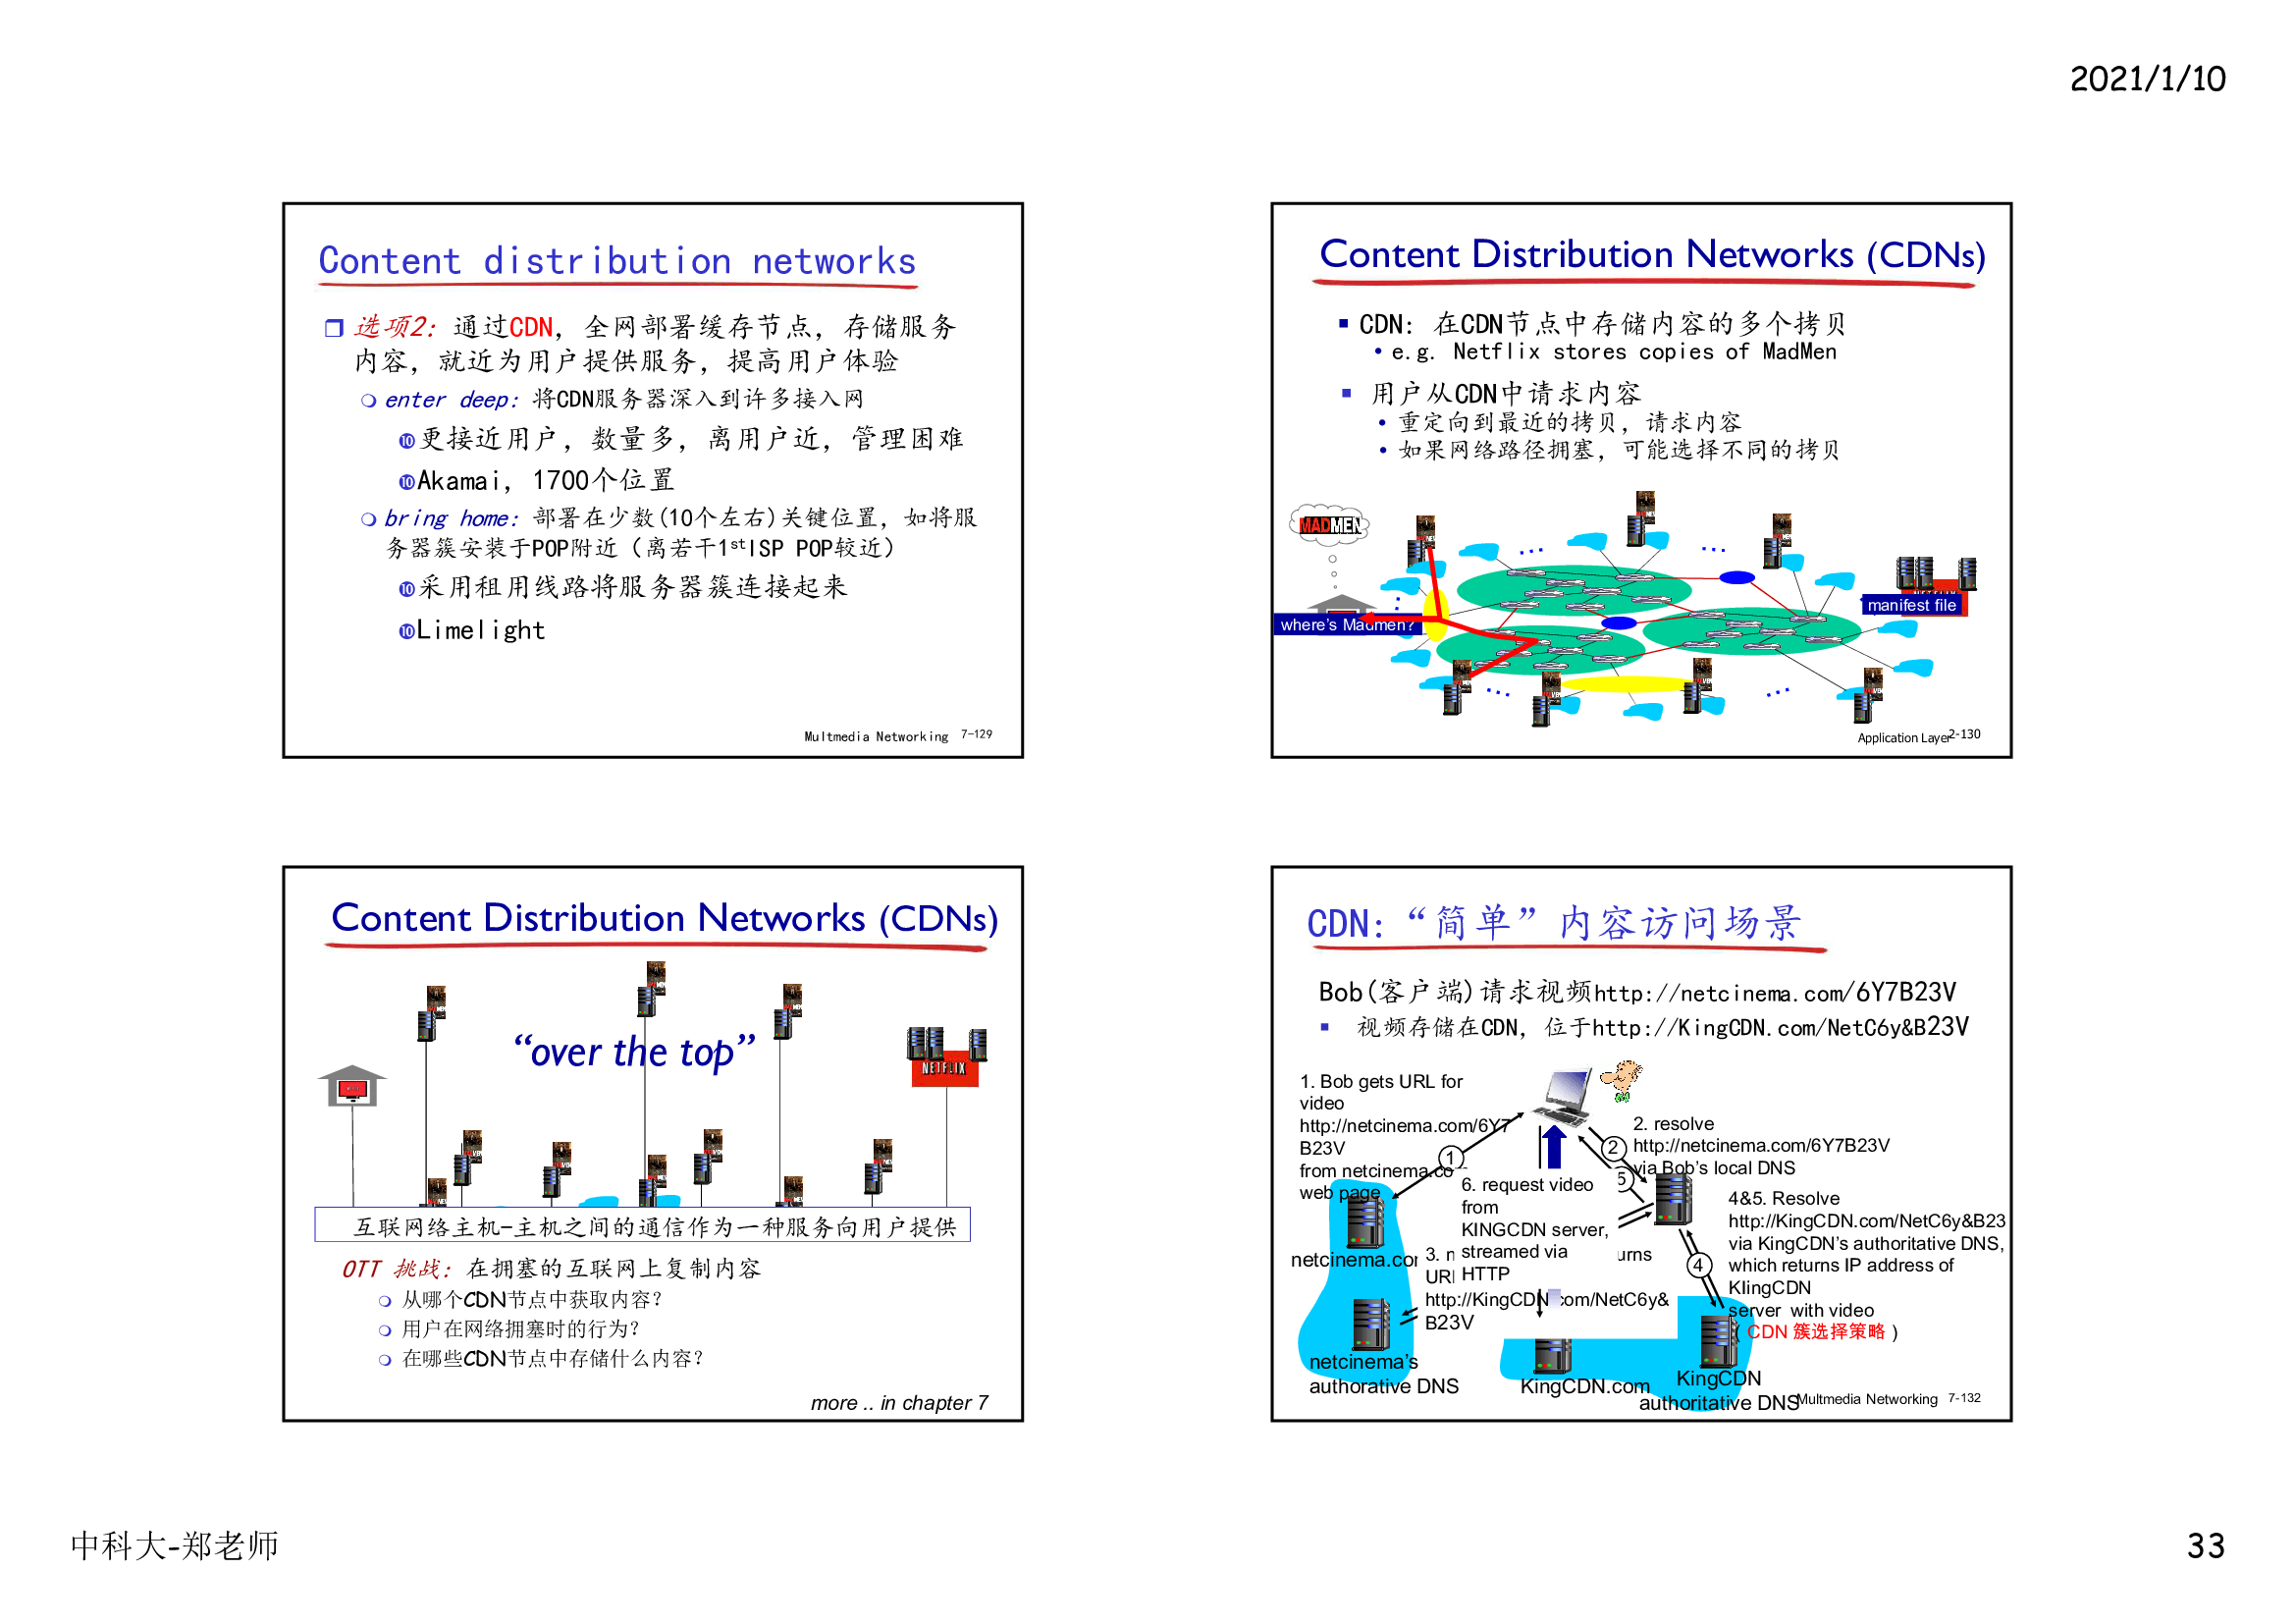 2021/1/10
Content distribution networks
选项2：通过CDN，全网部署缓存节点，存储服务
内容，就近为用户提供服务，提高用户体验
enter deep: 将CDN服务器深入到许多接入网
更接近用户，数量多，离用户近，管理困难
Akamai, 1700个位置
bring home: 部署在少数(10个左右)关键位置，如将服
务器簇安装于POP附近（离若干1stISP POP较近）
采用租用线路将服务器簇连接起来
Limelight
Multmedia Networking 7-129
Content Distribution Networks (CDNs)
CDN: 在CDN节点中存储内容的多个拷贝
e.g. Netflix stores copies of MadMen
用户从CDN中请求内容
重定向到最近的拷贝，请求内容
如果网络路径拥塞，可能选择不同的拷贝
MADMEN
manifest file
where's Madmen?
Application Layer 2-130
Content Distribution Networks (CDNs)
“over the top”
NETFLIX
互联网络主机-主机之间的通信作为一种服务向用户提供
OTT 挑战：在拥塞的互联网上复制内容
从哪个CDN节点中获取内容？
用户在网络拥塞时的行为？
在哪些CDN节点中存储什么内容？
more .. in chapter 7
CDN: “简单”内容访问场景
Bob(客户端)请求视频http://netcinema.com/6Y7B23V
视频存储在CDN，位于http://KingCDN.com/NetC6y&B23V
1. Bob gets URL for
video
http://netcinema.com/6Y7
B23V
from netcinema.co
web page
1
2
2. resolve
http://netcinema.com/6Y7B23V
via Bob's local DNS
5
6. request video
from
KINGCDN server,
streamed via
HTTP
4&5. Resolve
http://KingCDN.com/NetC6y&B23
via KingCDN's authoritative DNS,
which returns IP address of
KIingCDN
server with video
( CDN 簇选择策略 )
4
netcinema.com
3.
urns
http://KingCDN.com/NetC6y&
B23V
netcinema's
authorative DNS
KingCDN.com
KingCDN
authoritative DNS
Multmedia Networking 7-132
中科大-郑老师
33